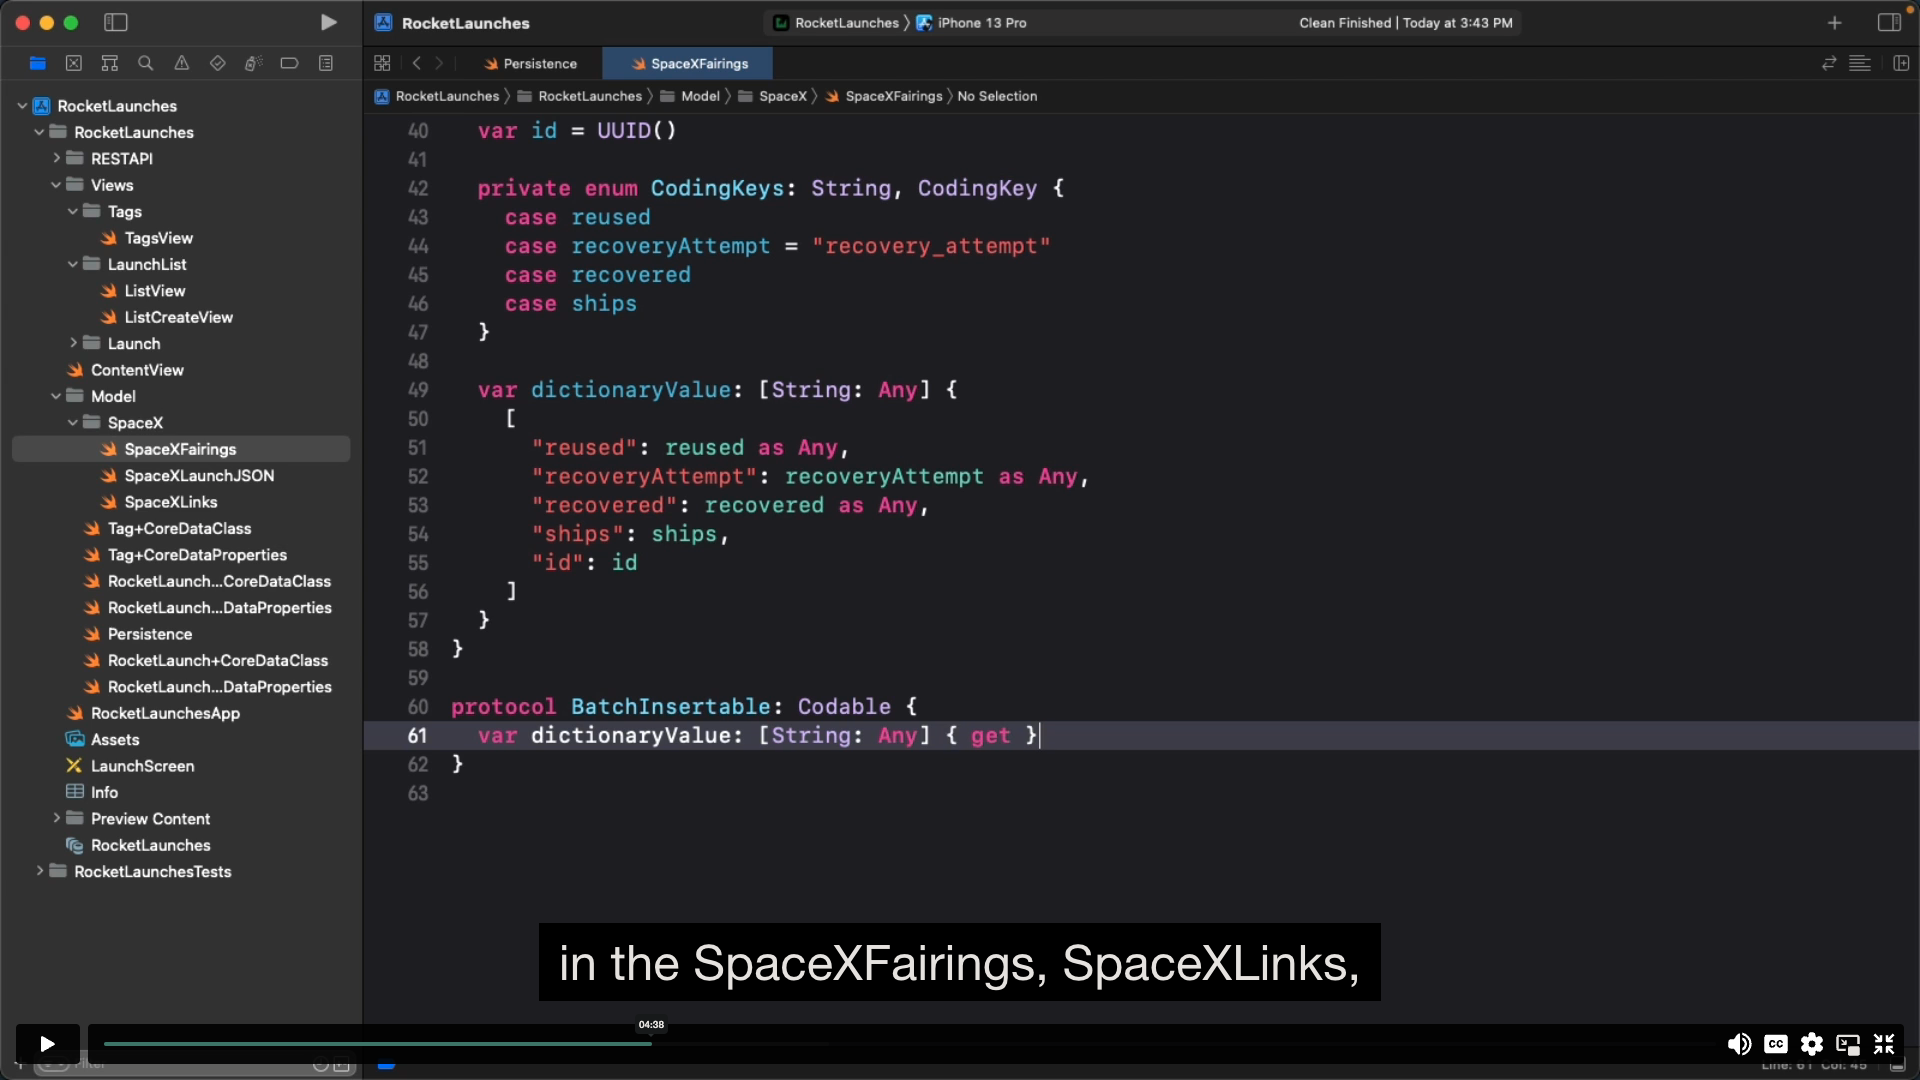 RocketLaunches
RocketLaunches 〉 iPhone 13 Pro
Clean Finished | Today at 3:43 PM
Persistence
SpaceXFairings
RocketLaunches 〉 RocketLaunches 〉 Model 〉 SpaceX 〉 SpaceXFairings 〉 No Selection
RocketLaunches
RocketLaunches
RESTAPI
Views
Tags
TagsView
LaunchList
ListView
ListCreateView
Launch
ContentView
Model
SpaceX
SpaceXFairings
SpaceXLaunchJSON
SpaceXLinks
Tag+CoreDataClass
Tag+CoreDataProperties
RocketLaunch...CoreDataClass
RocketLaunch...DataProperties
Persistence
RocketLaunch+CoreDataClass
RocketLaunch...DataProperties
RocketLaunchesApp
Assets
LaunchScreen
Info
Preview Content
RocketLaunches
RocketLaunchesTests
40 var id = UUID()
41
42 private enum CodingKeys: String, CodingKey {
43 case reused
44 case recoveryAttempt = "recovery_attempt"
45 case recovered
46 case ships
47 }
48
49 var dictionaryValue: [String: Any] {
50 [
51 "reused": reused as Any,
52 "recoveryAttempt": recoveryAttempt as Any,
53 "recovered": recovered as Any,
54 "ships": ships,
55 "id": id
56 ]
57 }
58 }
59
60 protocol BatchInsertable: Codable {
61 var dictionaryValue: [String: Any] { get }
62 }
63
in the SpaceXFairings, SpaceXLinks,
04:38
CC
Filter
Line: 61 Col: 45